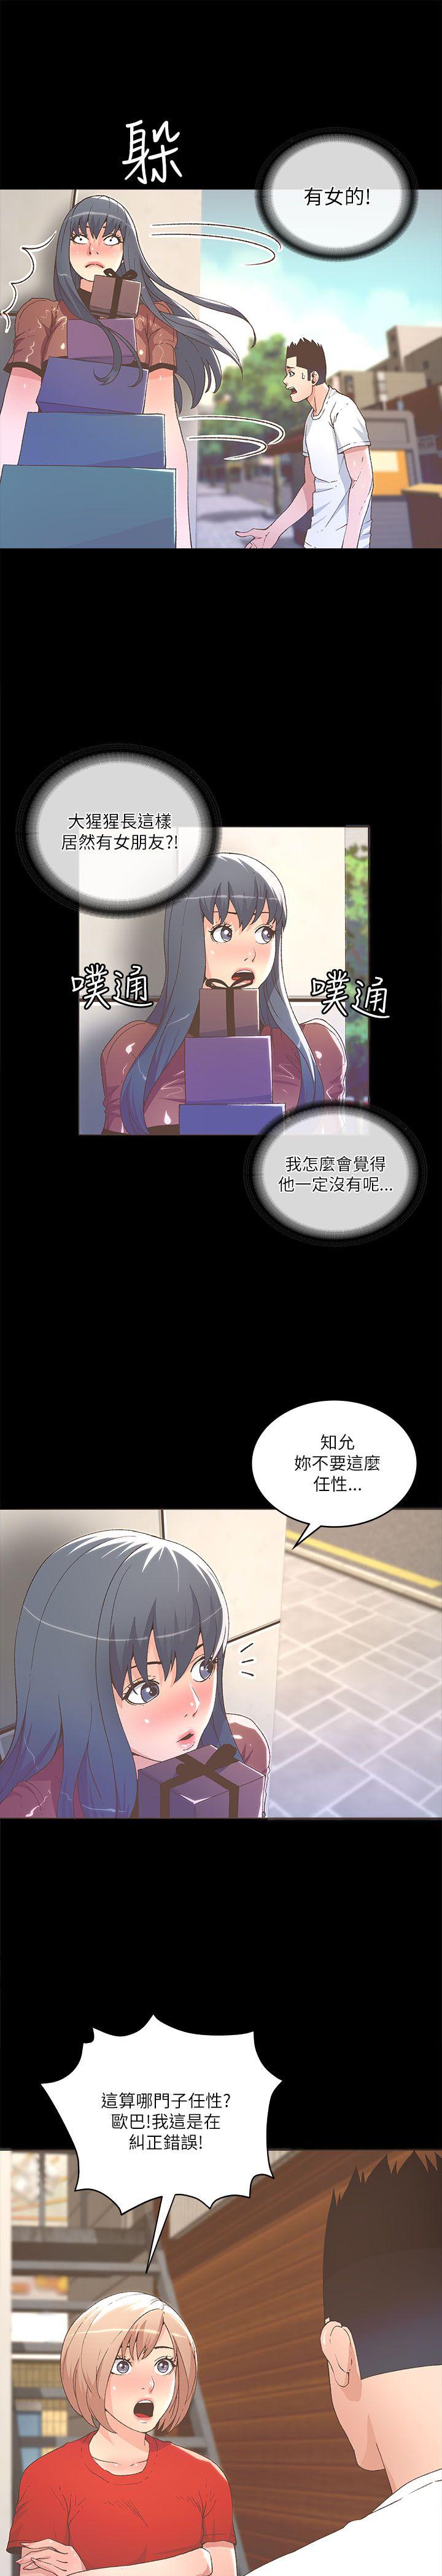 躲
有女的!
大猩猩長這樣
居然有女朋友?!
噗通
噗通
我怎麼會覺得
他一定沒有呢...
知允
妳不要這麼
任性...
這算哪門子任性?
歐巴!我這是在
糾正錯誤!